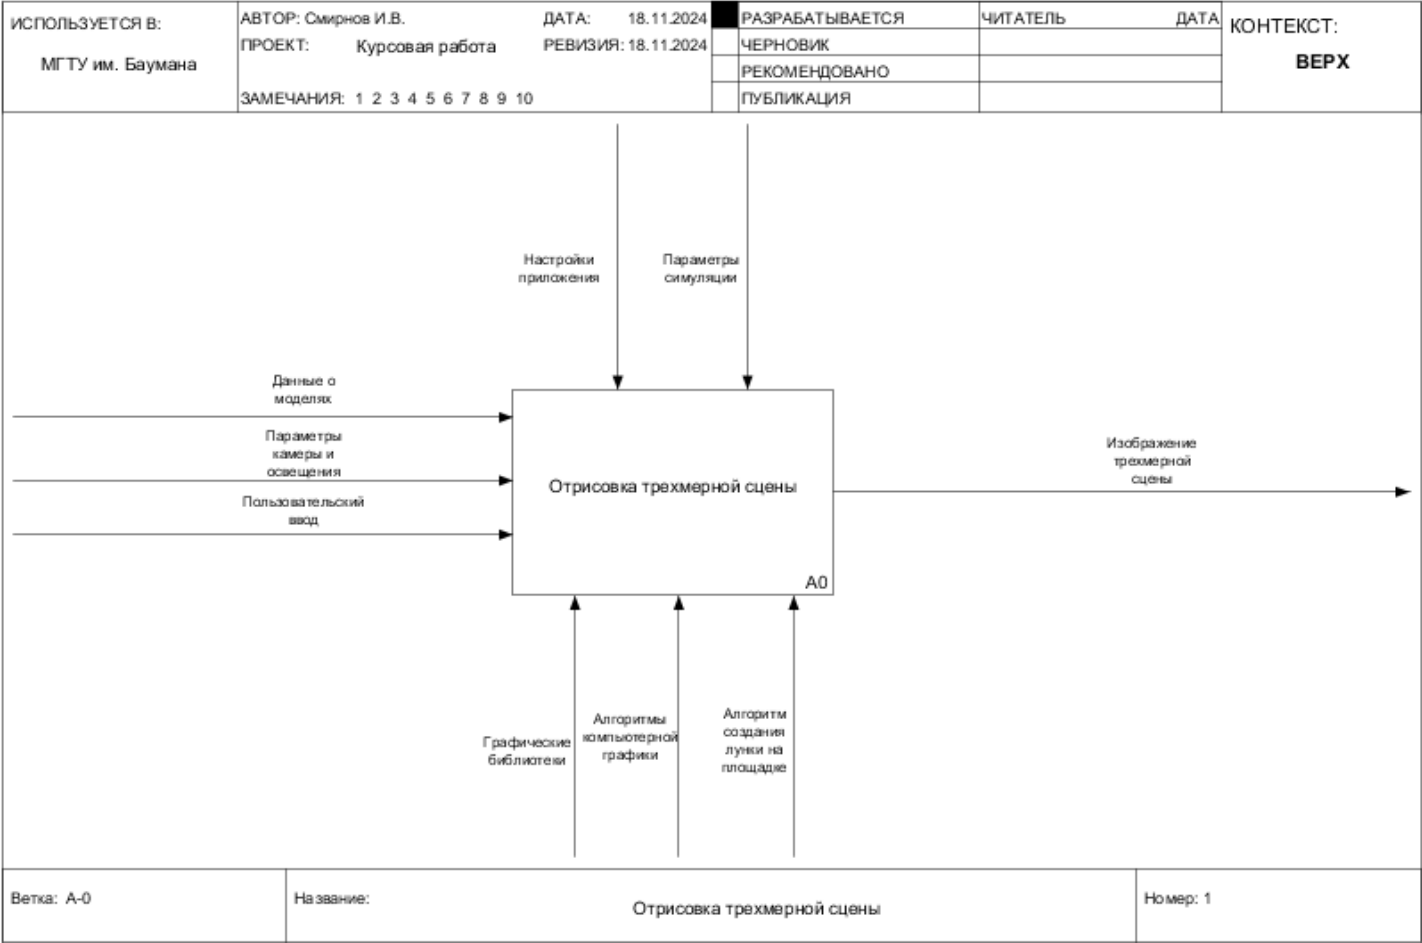 ИСПОЛЬЗУЕТСЯ В:
МГТУ им. Баумана
АВТОР: Смирнов И.В.
ДАТА: 18.11.2024
ПРОЕКТ: Курсовая работа
РЕВИЗИЯ: 18.11.2024
ЗАМЕЧАНИЯ: 1 2 3 4 5 6 7 8 9 10
РАЗРАБАТЫВАЕТСЯ
ЧЕРНОВИК
РЕКОМЕНДОВАНО
ПУБЛИКАЦИЯ
ЧИТАТЕЛЬ
ДАТА
КОНТЕКСТ:
ВЕРХ
Настройки
приложения
Параметры
симуляции
Данные о
моделях
Параметры
камеры и
освещения
Пользовательский
ввод
Отрисовка трехмерной сцены
A0
Изображение
трехмерной
сцены
Графические
библиотеки
Алгоритмы
компьютерной
графики
Алгоритм
создания
лунки на
площадке
Ветка: A-0
Название:
Отрисовка трехмерной сцены
Номер: 1